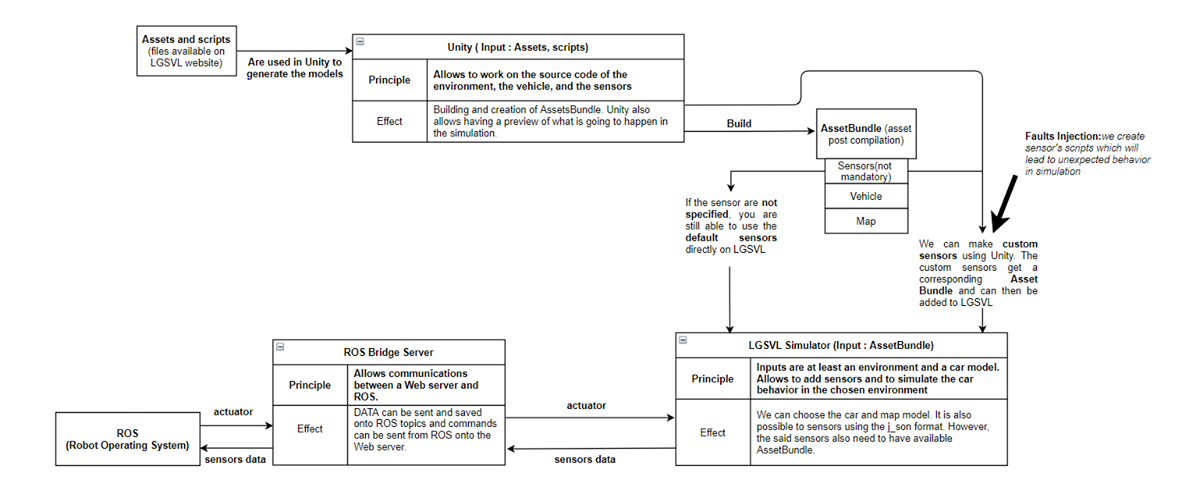 Assets and scripts
(files available on
LGSVL website)
Are used in Unity to
generate the models
Unity ( Input : Assets, scripts)
Principle
Allows to work on the source code of the
environment, the vehicle, and the sensors
Effect
Building and creation of AssetsBundle. Unity also
allows having a preview of what is going to happen in
the simulation.
Build
AssetBundle (asset
post compilation)
Sensors(not
mandatory)
Vehicle
Map
Faults Injection:we create
sensor's scripts which will
lead to unexpected behavior
in simulation
If the sensor are not
specified, you are
still able to use the
default sensors
directly on LGSVL
We can make custom
sensors using Unity. The
custom sensors get a
corresponding Asset
Bundle and can then be
added to LGSVL
ROS Bridge Server
Principle
Allows communications
between a Web server and
ROS.
Effect
DATA can be sent and saved
onto ROS topics and commands
can be sent from ROS onto the
Web server.
LGSVL Simulator (Input : AssetBundle)
Principle
Inputs are at least an environment and a car model.
Allows to add sensors and to simulate the car
behavior in the chosen environment
Effect
We can choose the car and map model. It is also
possible to sensors using the j_son format. However,
the said sensors also need to have available
AssetBundle.
ROS
(Robot Operating System)
actuator
sensors data
actuator
sensors data